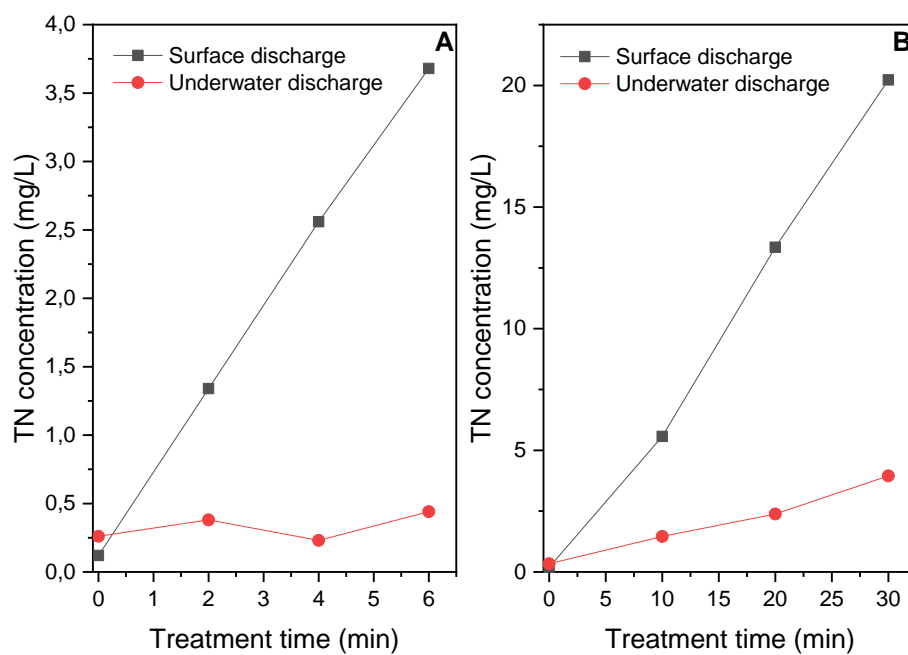 A
Surface discharge
Underwater discharge
TN concentration (mg/L)
4,0
3,5
3,0
2,5
2,0
1,5
1,0
0,5
0,0
0 1 2 3 4 5 6
Treatment time (min)
B
Surface discharge
Underwater discharge
TN concentration (mg/L)
20
15
10
5
0
0 5 10 15 20 25 30
Treatment time (min)